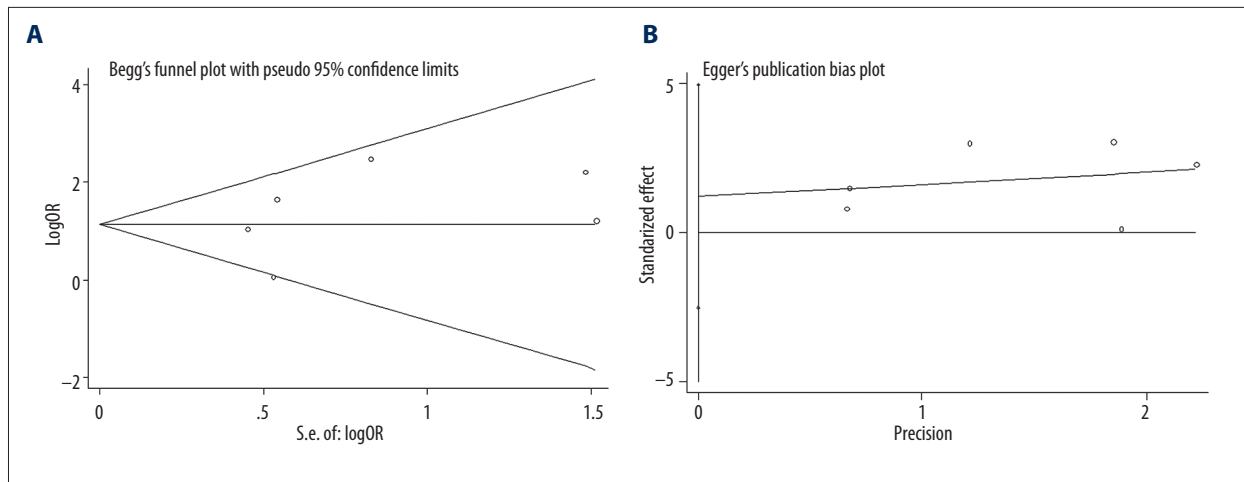 A
Begg's funnel plot with pseudo 95% confidence limits
4
2
0
−2
LogOR
0 .5 1 1.5
S.e. of: logOR
B
Egger's publication bias plot
5
0
−5
Standarized effect
0 1 2
Precision